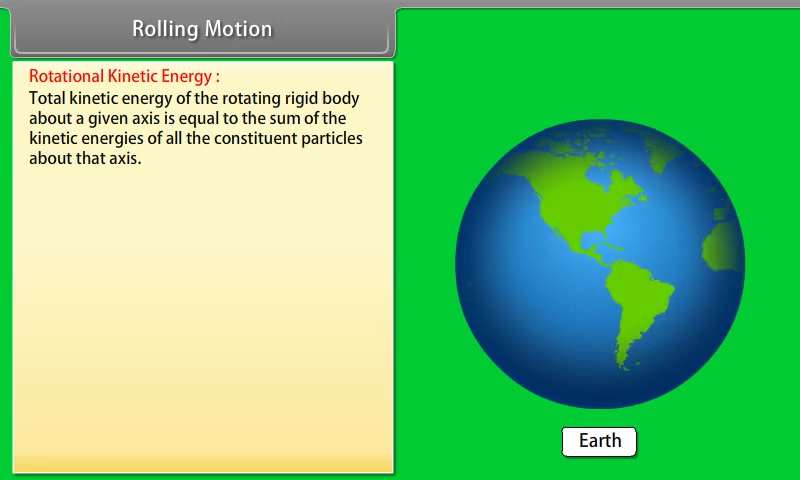 Rolling Motion
Rotational Kinetic Energy :
Total kinetic energy of the rotating rigid body
about a given axis is equal to the sum of the
kinetic energies of all the constituent particles
about that axis.
Earth